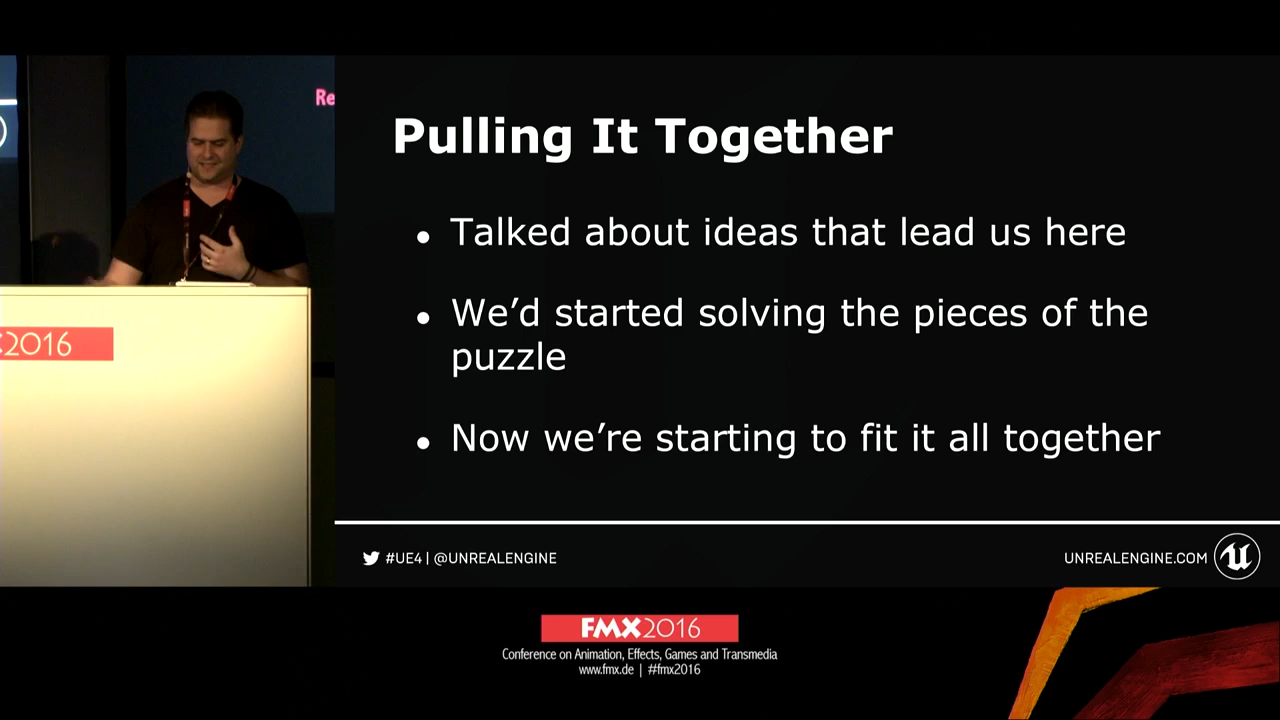 Re
Pulling It Together
• Talked about ideas that lead us here
• We’d started solving the pieces of the
puzzle
• Now we’re starting to fit it all together
2016
#UE4 | @UNREALENGINE
UNREALENGINE.COM
FMX2016
Conference on Animation, Effects, Games and Transmedia
www.fmx.de | #fmx2016